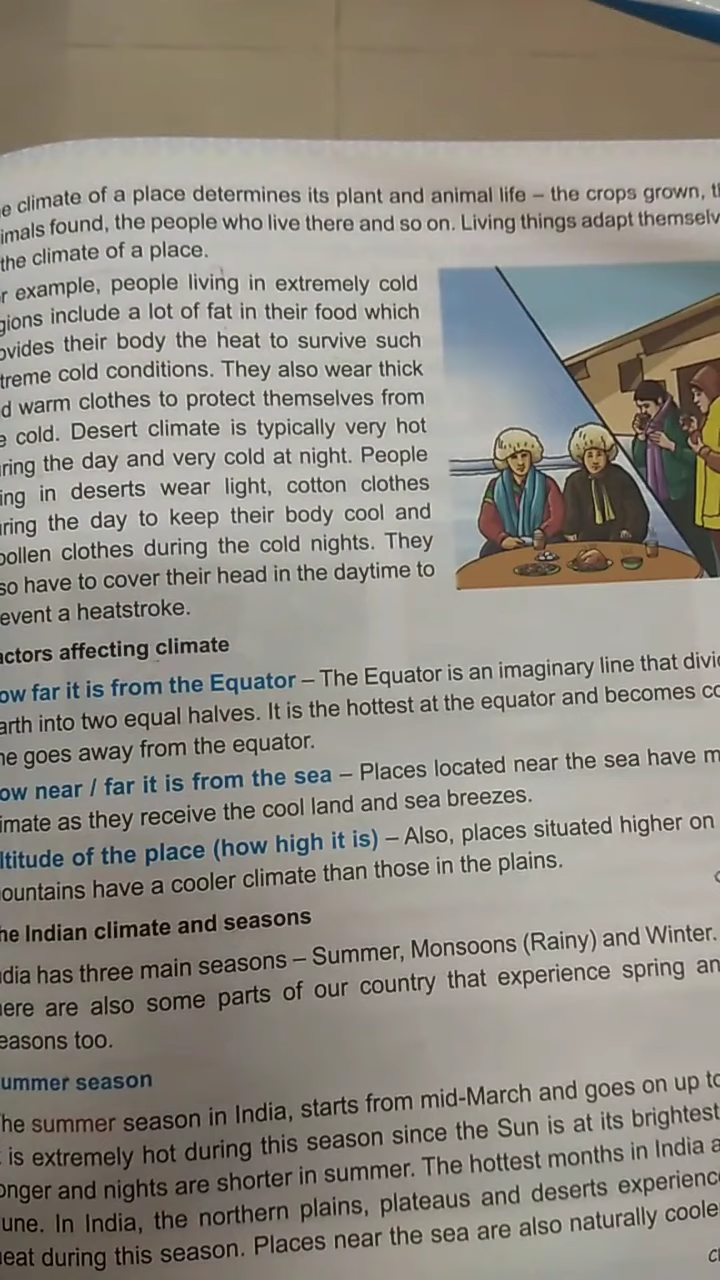 e climate of a place determines its plant and animal life – the crops grown, th
imals found, the people who live there and so on. Living things adapt themselv
the climate of a place.
r example, people living in extremely cold
gions include a lot of fat in their food which
ovides their body the heat to survive such
treme cold conditions. They also wear thick
d warm clothes to protect themselves from
e cold. Desert climate is typically very hot
ring the day and very cold at night. People
ing in deserts wear light, cotton clothes
ring the day to keep their body cool and
oollen clothes during the cold nights. They
so have to cover their head in the daytime to
event a heatstroke.
actors affecting climate
ow far it is from the Equator – The Equator is an imaginary line that divid
arth into two equal halves. It is the hottest at the equator and becomes co
ne goes away from the equator.
ow near / far it is from the sea – Places located near the sea have m
imate as they receive the cool land and sea breezes.
ltitude of the place (how high it is) – Also, places situated higher on
ountains have a cooler climate than those in the plains.
he Indian climate and seasons
dia has three main seasons – Summer, Monsoons (Rainy) and Winter.
ere are also some parts of our country that experience spring an
easons too.
ummer season
he summer season in India, starts from mid-March and goes on up to
is extremely hot during this season since the Sun is at its brightest
onger and nights are shorter in summer. The hottest months in India a
une. In India, the northern plains, plateaus and deserts experience
eat during this season. Places near the sea are also naturally coole